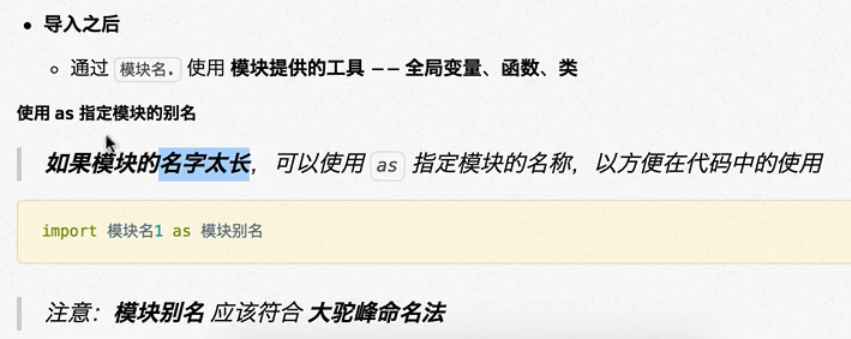 导入之后
通过 模块名. 使用 模块提供的工具 —— 全局变量、函数、类
使用 as 指定模块的别名
如果模块的名字太长，可以使用 as 指定模块的名称，以方便在代码中的使用
import 模块名1 as 模块别名
注意：模块别名 应该符合 大驼峰命名法